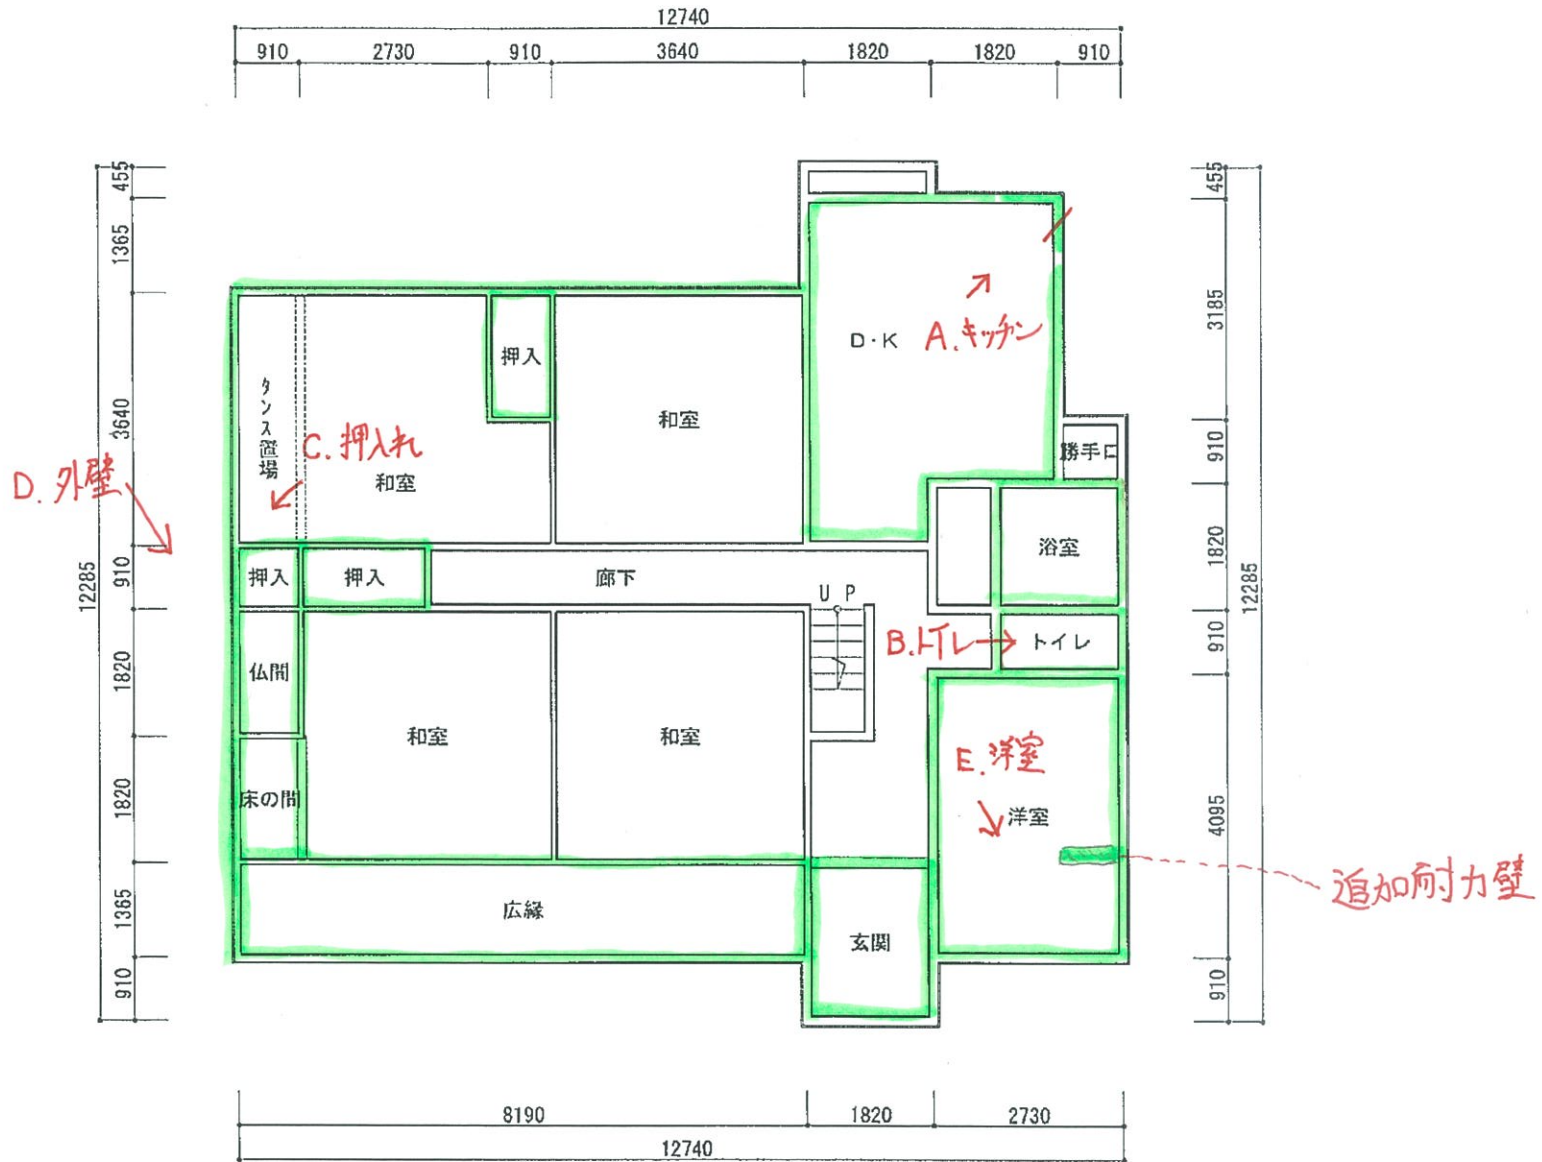 12740
910
2730
910
3640
1820
1820
910
455
1365
3640
910
1820
1820
1365
910
12285
455
3185
910
1820
910
4095
910
12285
D・K
A.キッチン
押入
和室
タンス置場
C.押入れ
和室
勝手口
D.外壁
浴室
押入
押入
廊下
UP
B.トイレ
トイレ
仏間
和室
和室
E.洋室
床の間
洋室
追加耐力壁
広縁
玄関
8190
1820
2730
12740